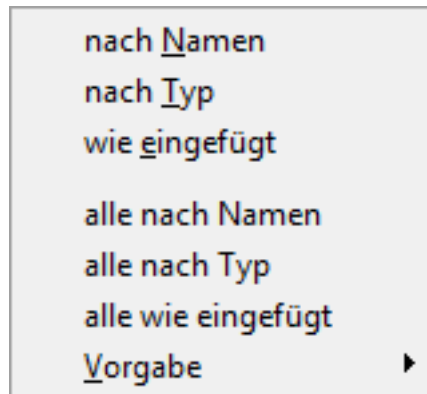 nach Namen
nach Typ
wie eingefügt
alle nach Namen
alle nach Typ
alle wie eingefügt
Vorgabe